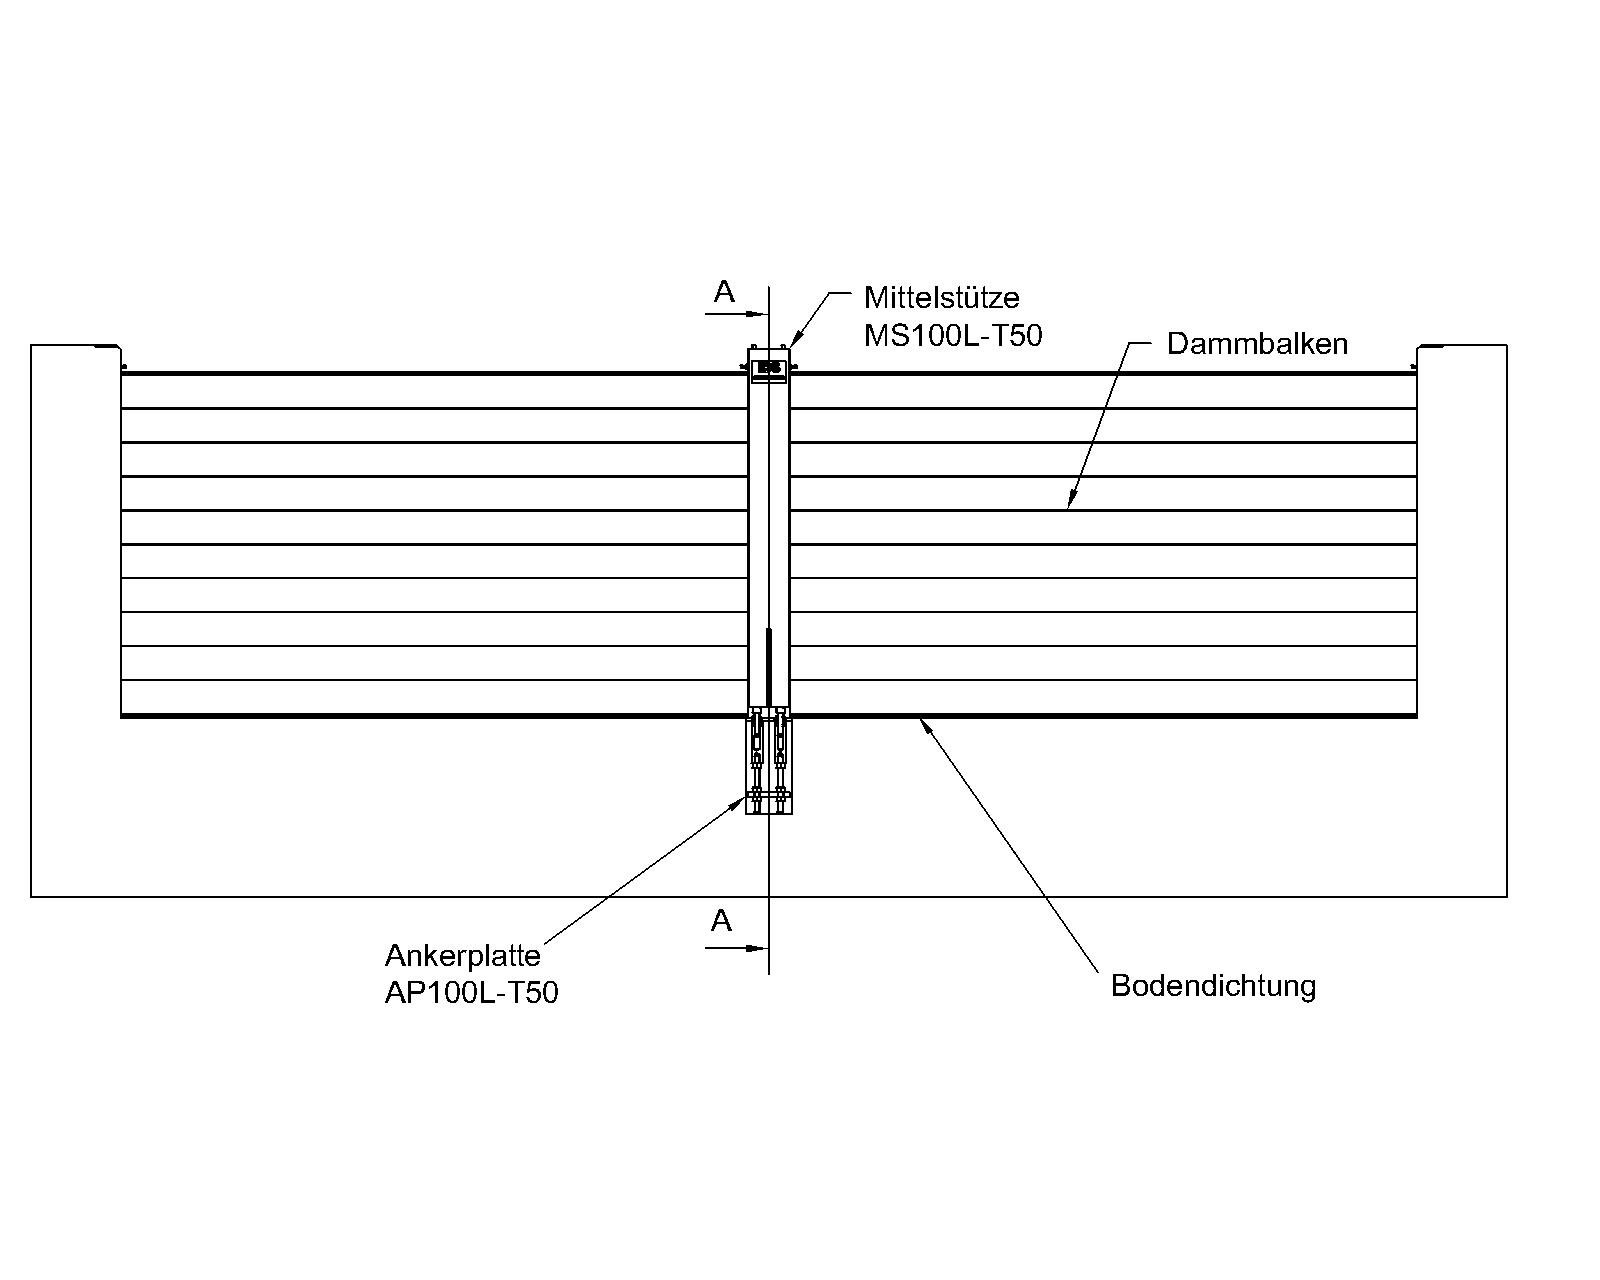 A
Mittelstütze
MS100L-T50
Dammbalken
A
Ankerplatte
AP100L-T50
Bodendichtung